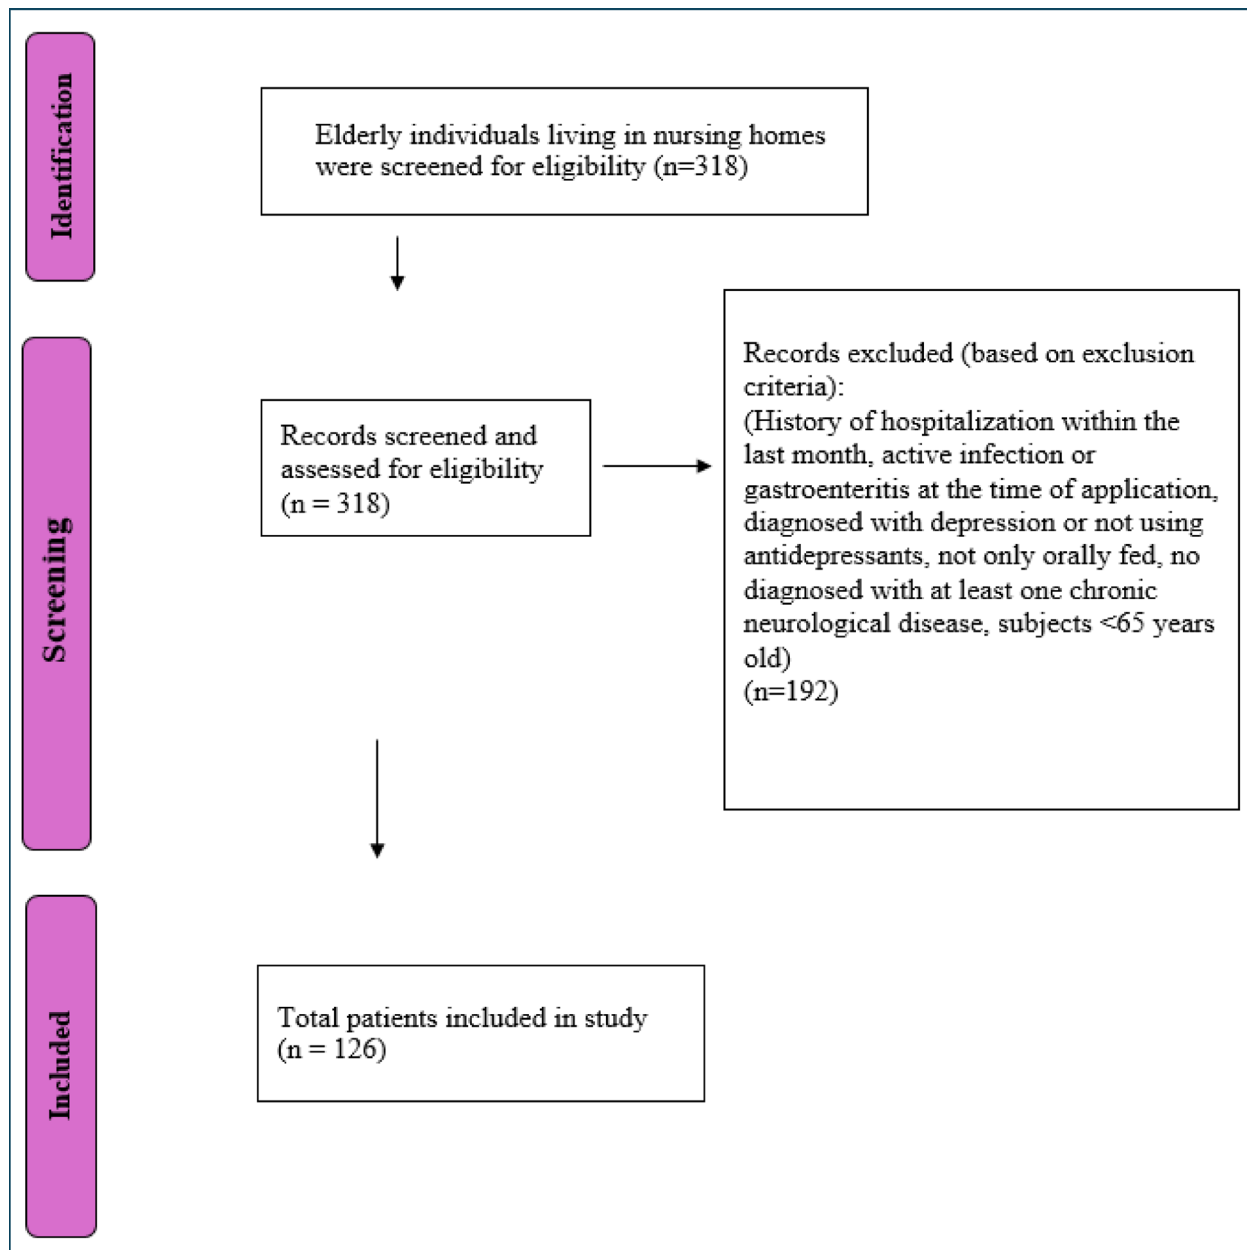 Identification
Elderly individuals living in nursing homes
were screened for eligibility (n=318)
Screening
Records screened and
assessed for eligibility
(n = 318)
Records excluded (based on exclusion
criteria):
(History of hospitalization within the
last month, active infection or
gastroenteritis at the time of application,
diagnosed with depression or not using
antidepressants, not only orally fed, no
diagnosed with at least one chronic
neurological disease, subjects <65 years
old)
(n=192)
Included
Total patients included in study
(n = 126)